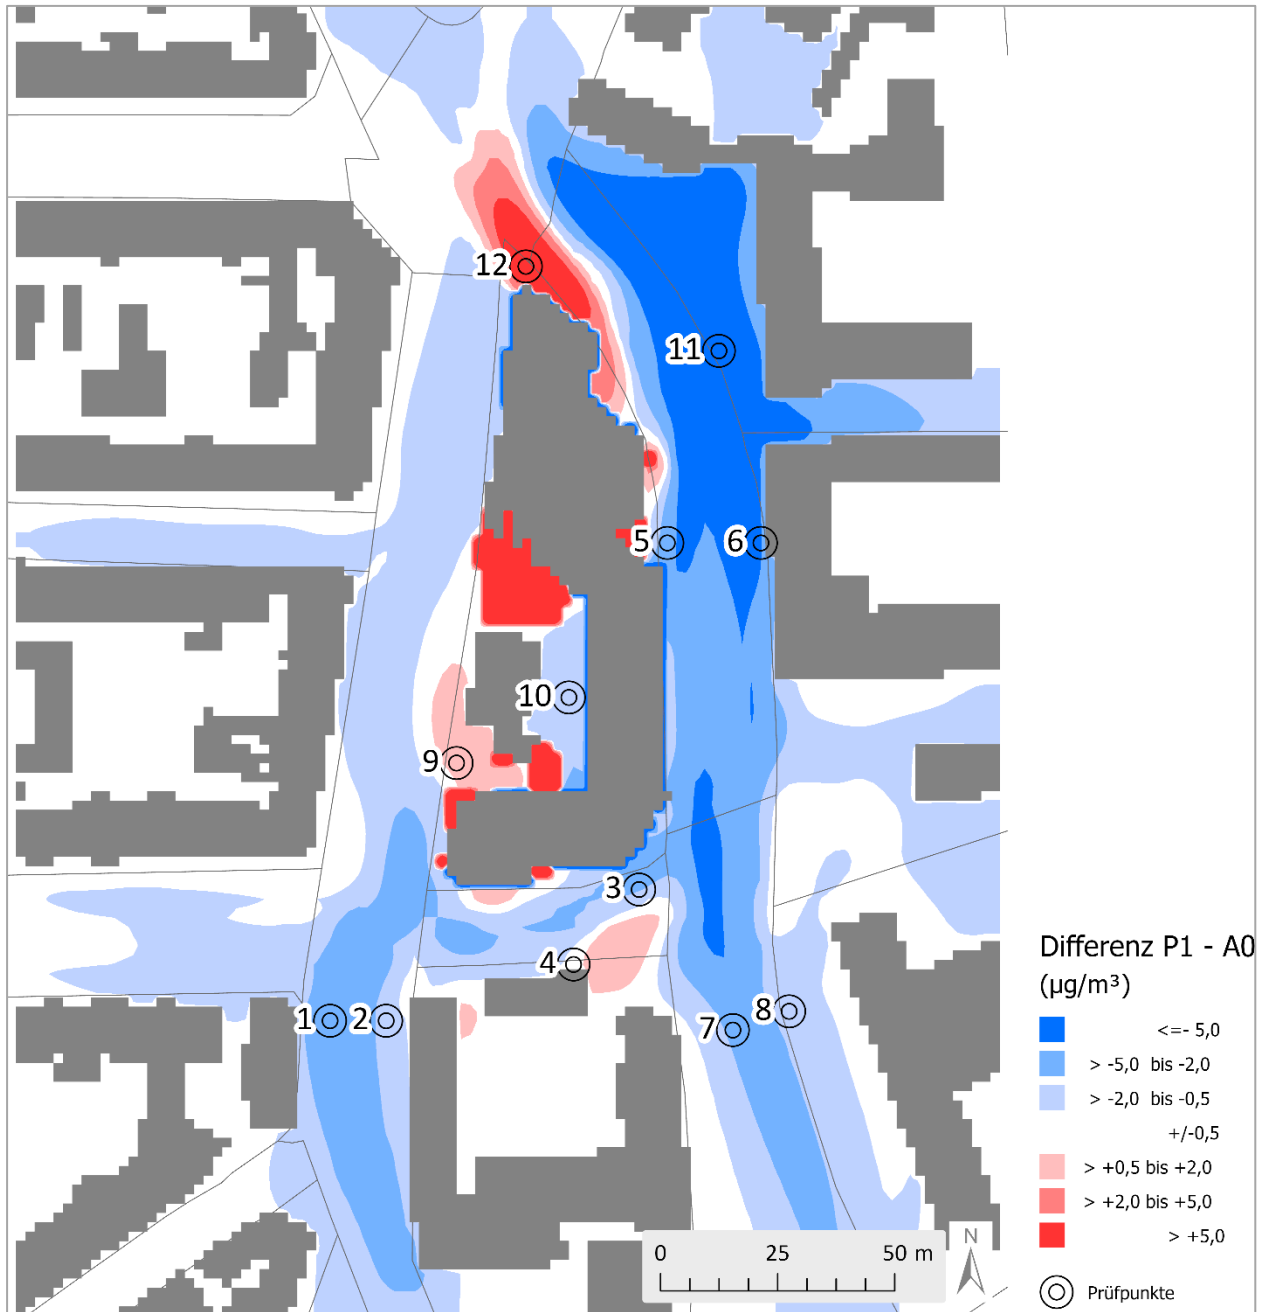 12
11
5
6
10
9
3
4
1
2
7
8
Differenz P1 - A0
(µg/m³)
<=- 5,0
> -5,0 bis -2,0
> -2,0 bis -0,5
+/-0,5
> +0,5 bis +2,0
> +2,0 bis +5,0
> +5,0
Prüfpunkte
0 25 50 m
N